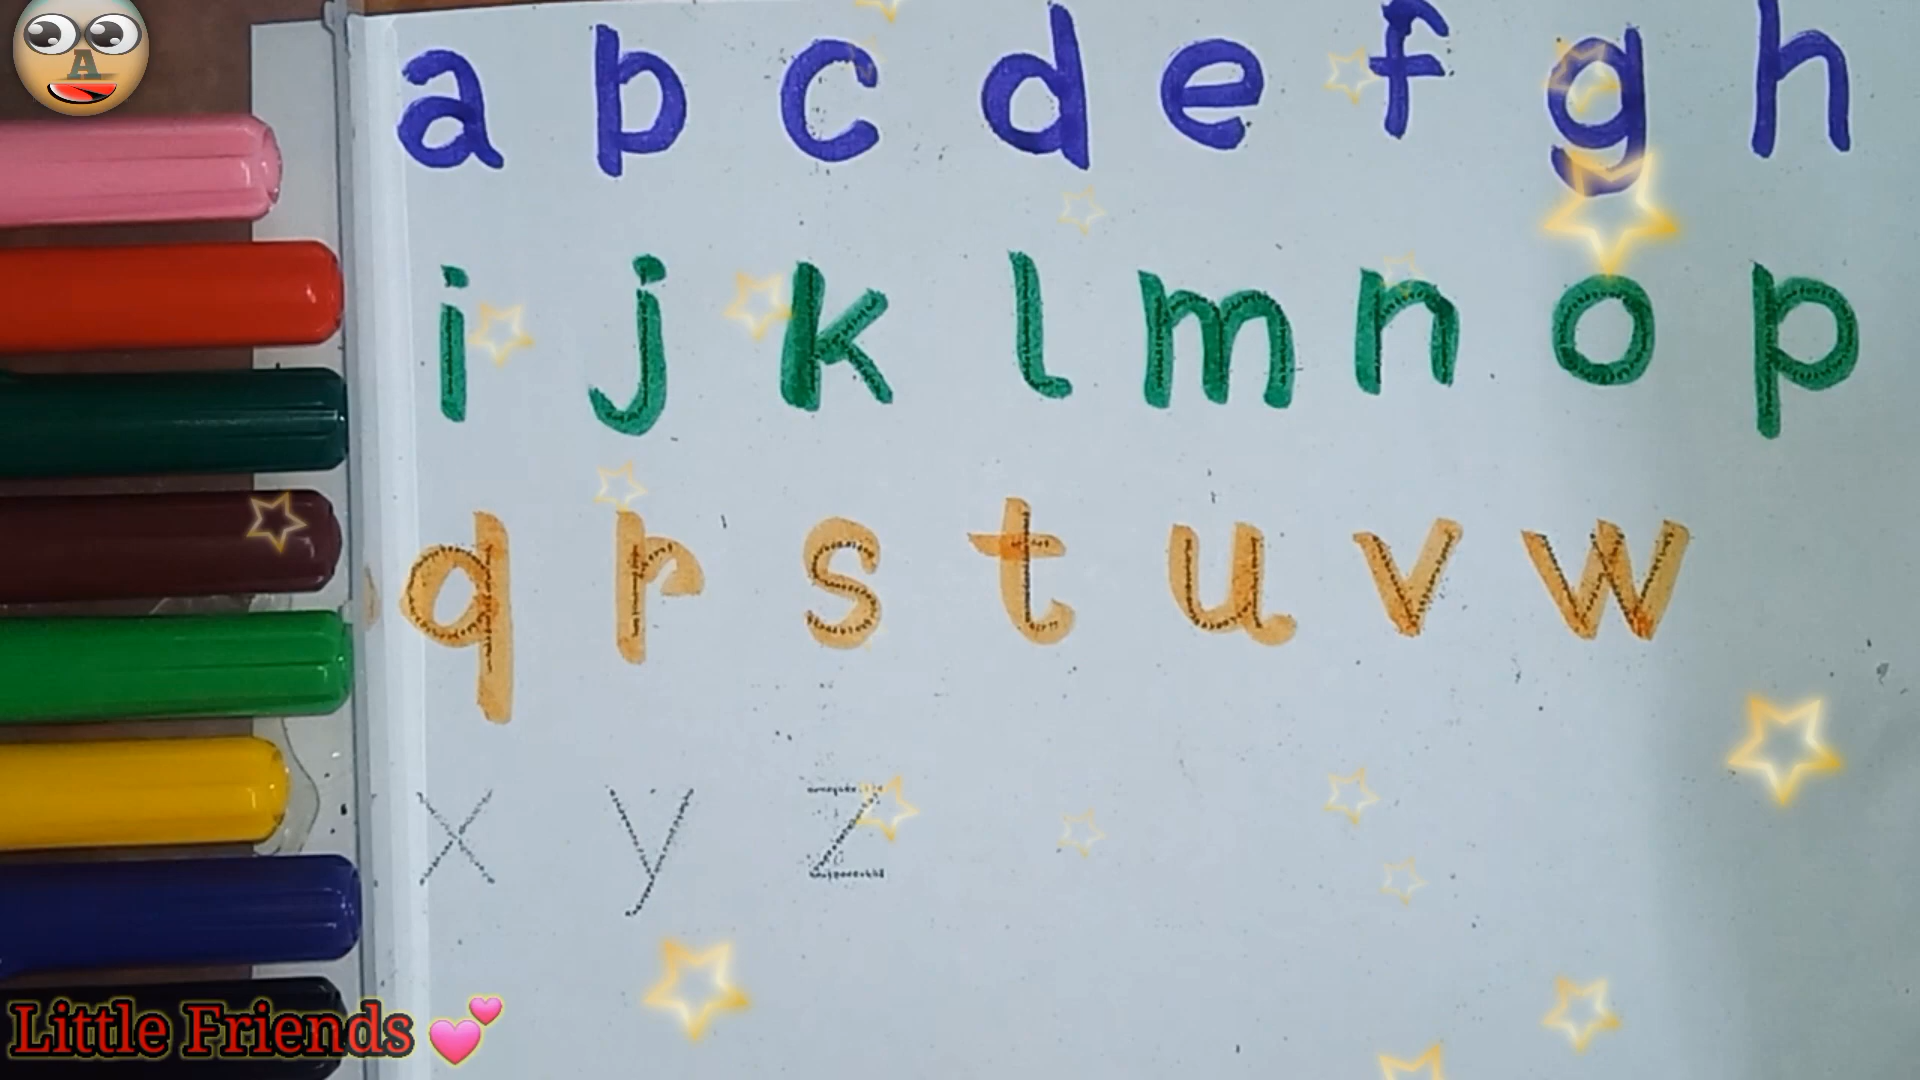 A
a b c d e f g h
i j k l m n o p
q r s t u v w
x y z
Little Friends